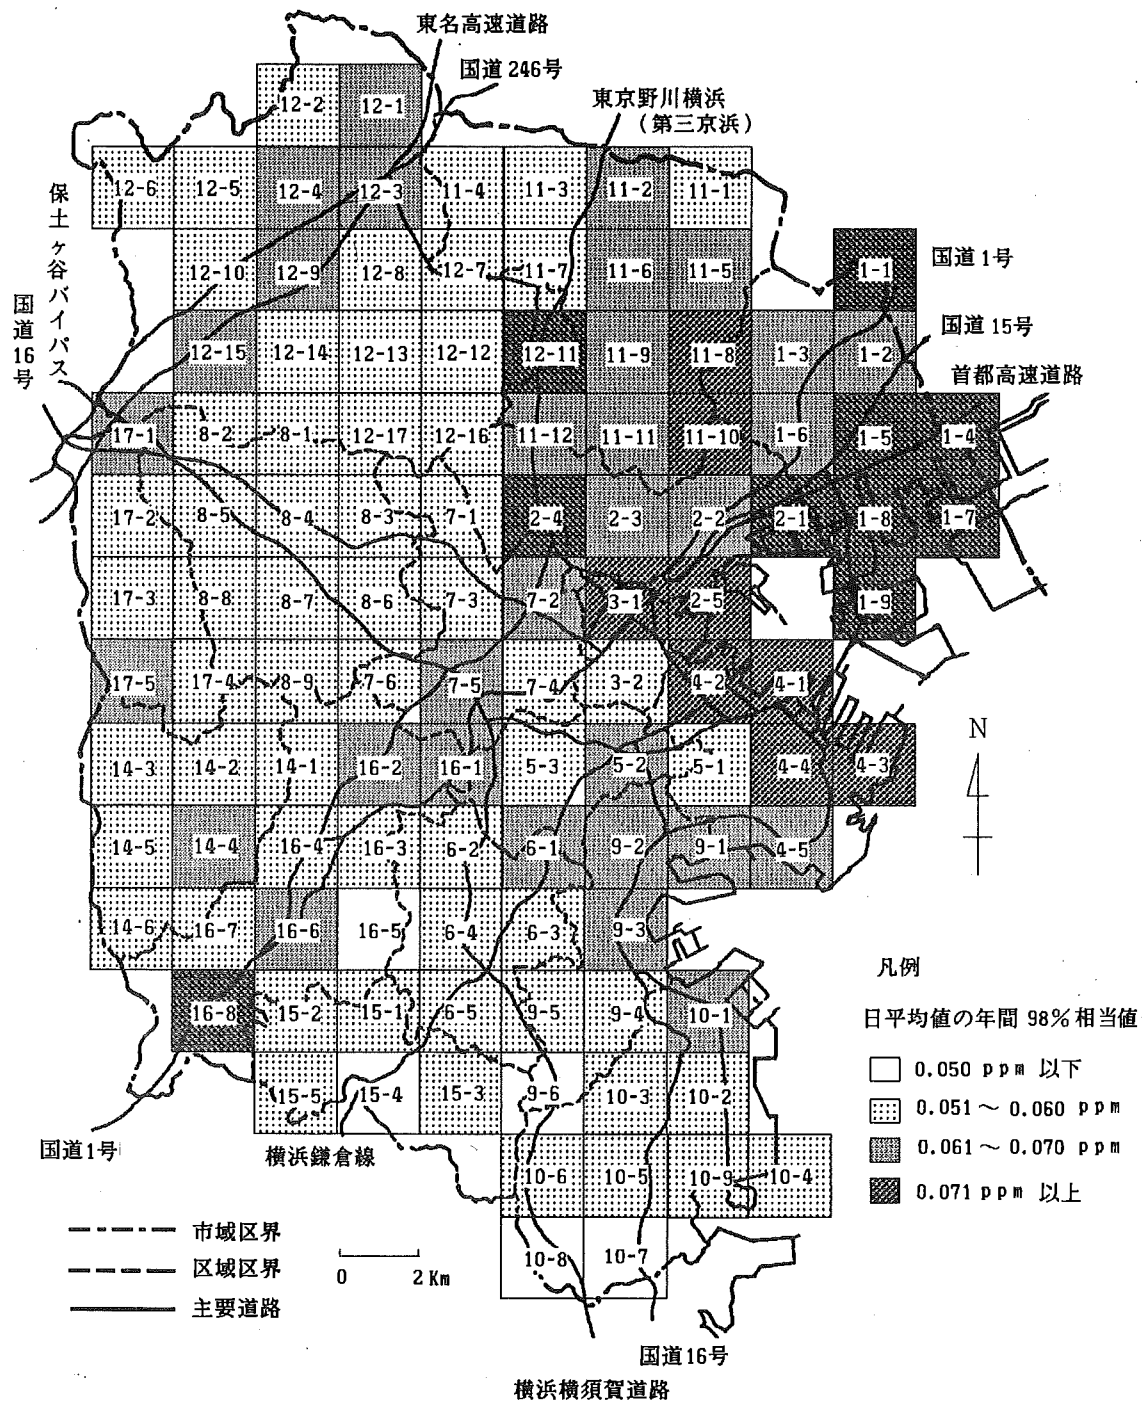 東名高速道路
国道246号
東京野川横浜
(第三京浜)
12-2 12-1
保土ヶ谷バイパス
12-6 12-5 12-4 12-3 11-4 11-3 11-2 11-1
国道16号
12-10 12-9 12-8 12-7 11-7 11-6 11-5 1-1
国道1号
国道15号
12-15 12-14 12-13 12-12 12-11 11-9 11-8 1-3 1-2
首都高速道路
17-1 8-2 8-1 12-17 12-16 11-12 11-11 11-10 1-6 1-5 1-4
17-2 8-5 8-4 8-3 7-1 2-4 2-3 2-2 2-1 1-8 1-7
17-3 8-8 8-7 8-6 7-3 7-2 3-1 2-5 1-9
17-5 17-4 8-9 7-6 7-5 7-4 3-2 4-2 4-1
N
14-3 14-2 14-1 16-2 16-1 5-3 5-2 5-1 4-4 4-3
14-5 14-4 16-4 16-3 6-2 6-1 9-2 9-1 4-5
14-6 16-7 16-6 16-5 6-4 6-3 9-3
16-8 15-2 15-1 6-5 9-5 9-4 10-1
15-5 15-4 15-3 9-6 10-3 10-2
10-6 10-5 10-9 10-4
10-8 10-7
凡例
日平均値の年間98%相当値
0.050 ppm 以下
0.051～0.060 ppm
0.061～0.070 ppm
0.071 ppm 以上
国道1号
横浜鎌倉線
市域区界
区域区界
主要道路
0 2Km
国道16号
横浜横須賀道路